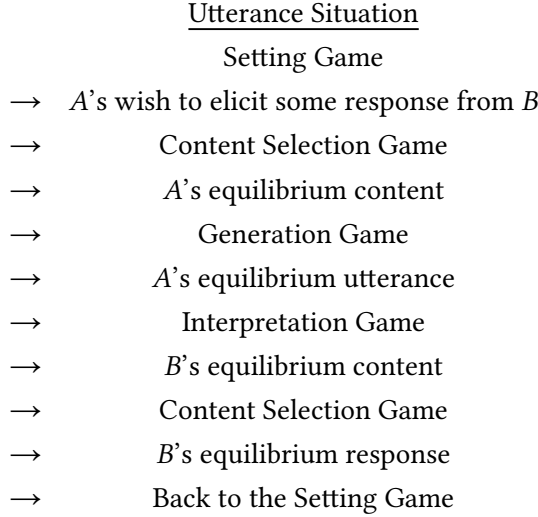 Utterance Situation
Setting Game
→ A's wish to elicit some response from B
→ Content Selection Game
→ A's equilibrium content
→ Generation Game
→ A's equilibrium utterance
→ Interpretation Game
→ B's equilibrium content
→ Content Selection Game
→ B's equilibrium response
→ Back to the Setting Game